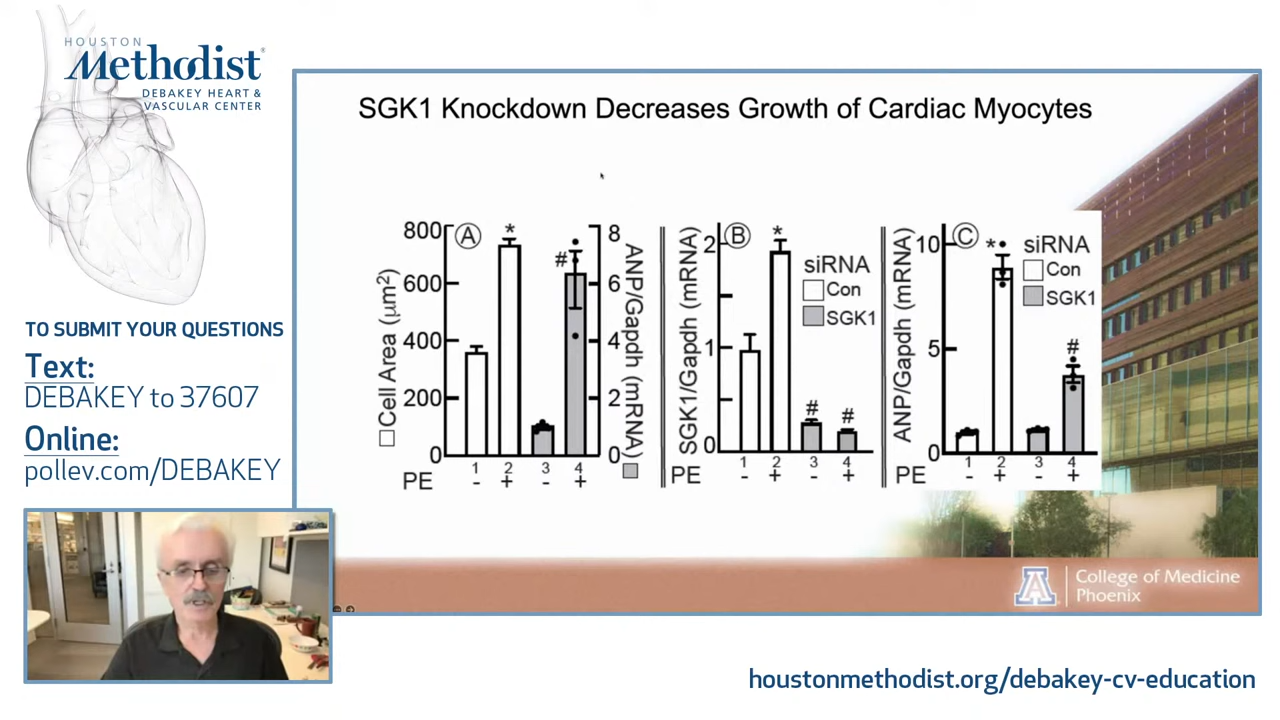 HOUSTON
Methodist®
DEBAKEY HEART &
VASCULAR CENTER
TO SUBMIT YOUR QUESTIONS
Text:
DEBAKEY to 37607
Online:
pollev.com/DEBAKEY
SGK1 Knockdown Decreases Growth of Cardiac Myocytes
A
Cell Area (μm²)
800
600
400
200
0
*
#
8
6
4
2
0
ANP/Gapdh (mRNA)
1 2 3 4
PE - + - +
B
SGK1/Gapdh (mRNA)
2
1
0
*
siRNA
Con
SGK1
# #
1 2 3 4
PE - + - +
C
ANP/Gapdh (mRNA)
10
5
0
*
siRNA
Con
SGK1
#
1 2 3 4
PE - + - +
A
College of Medicine
Phoenix
houstonmethodist.org/debakey-cv-education